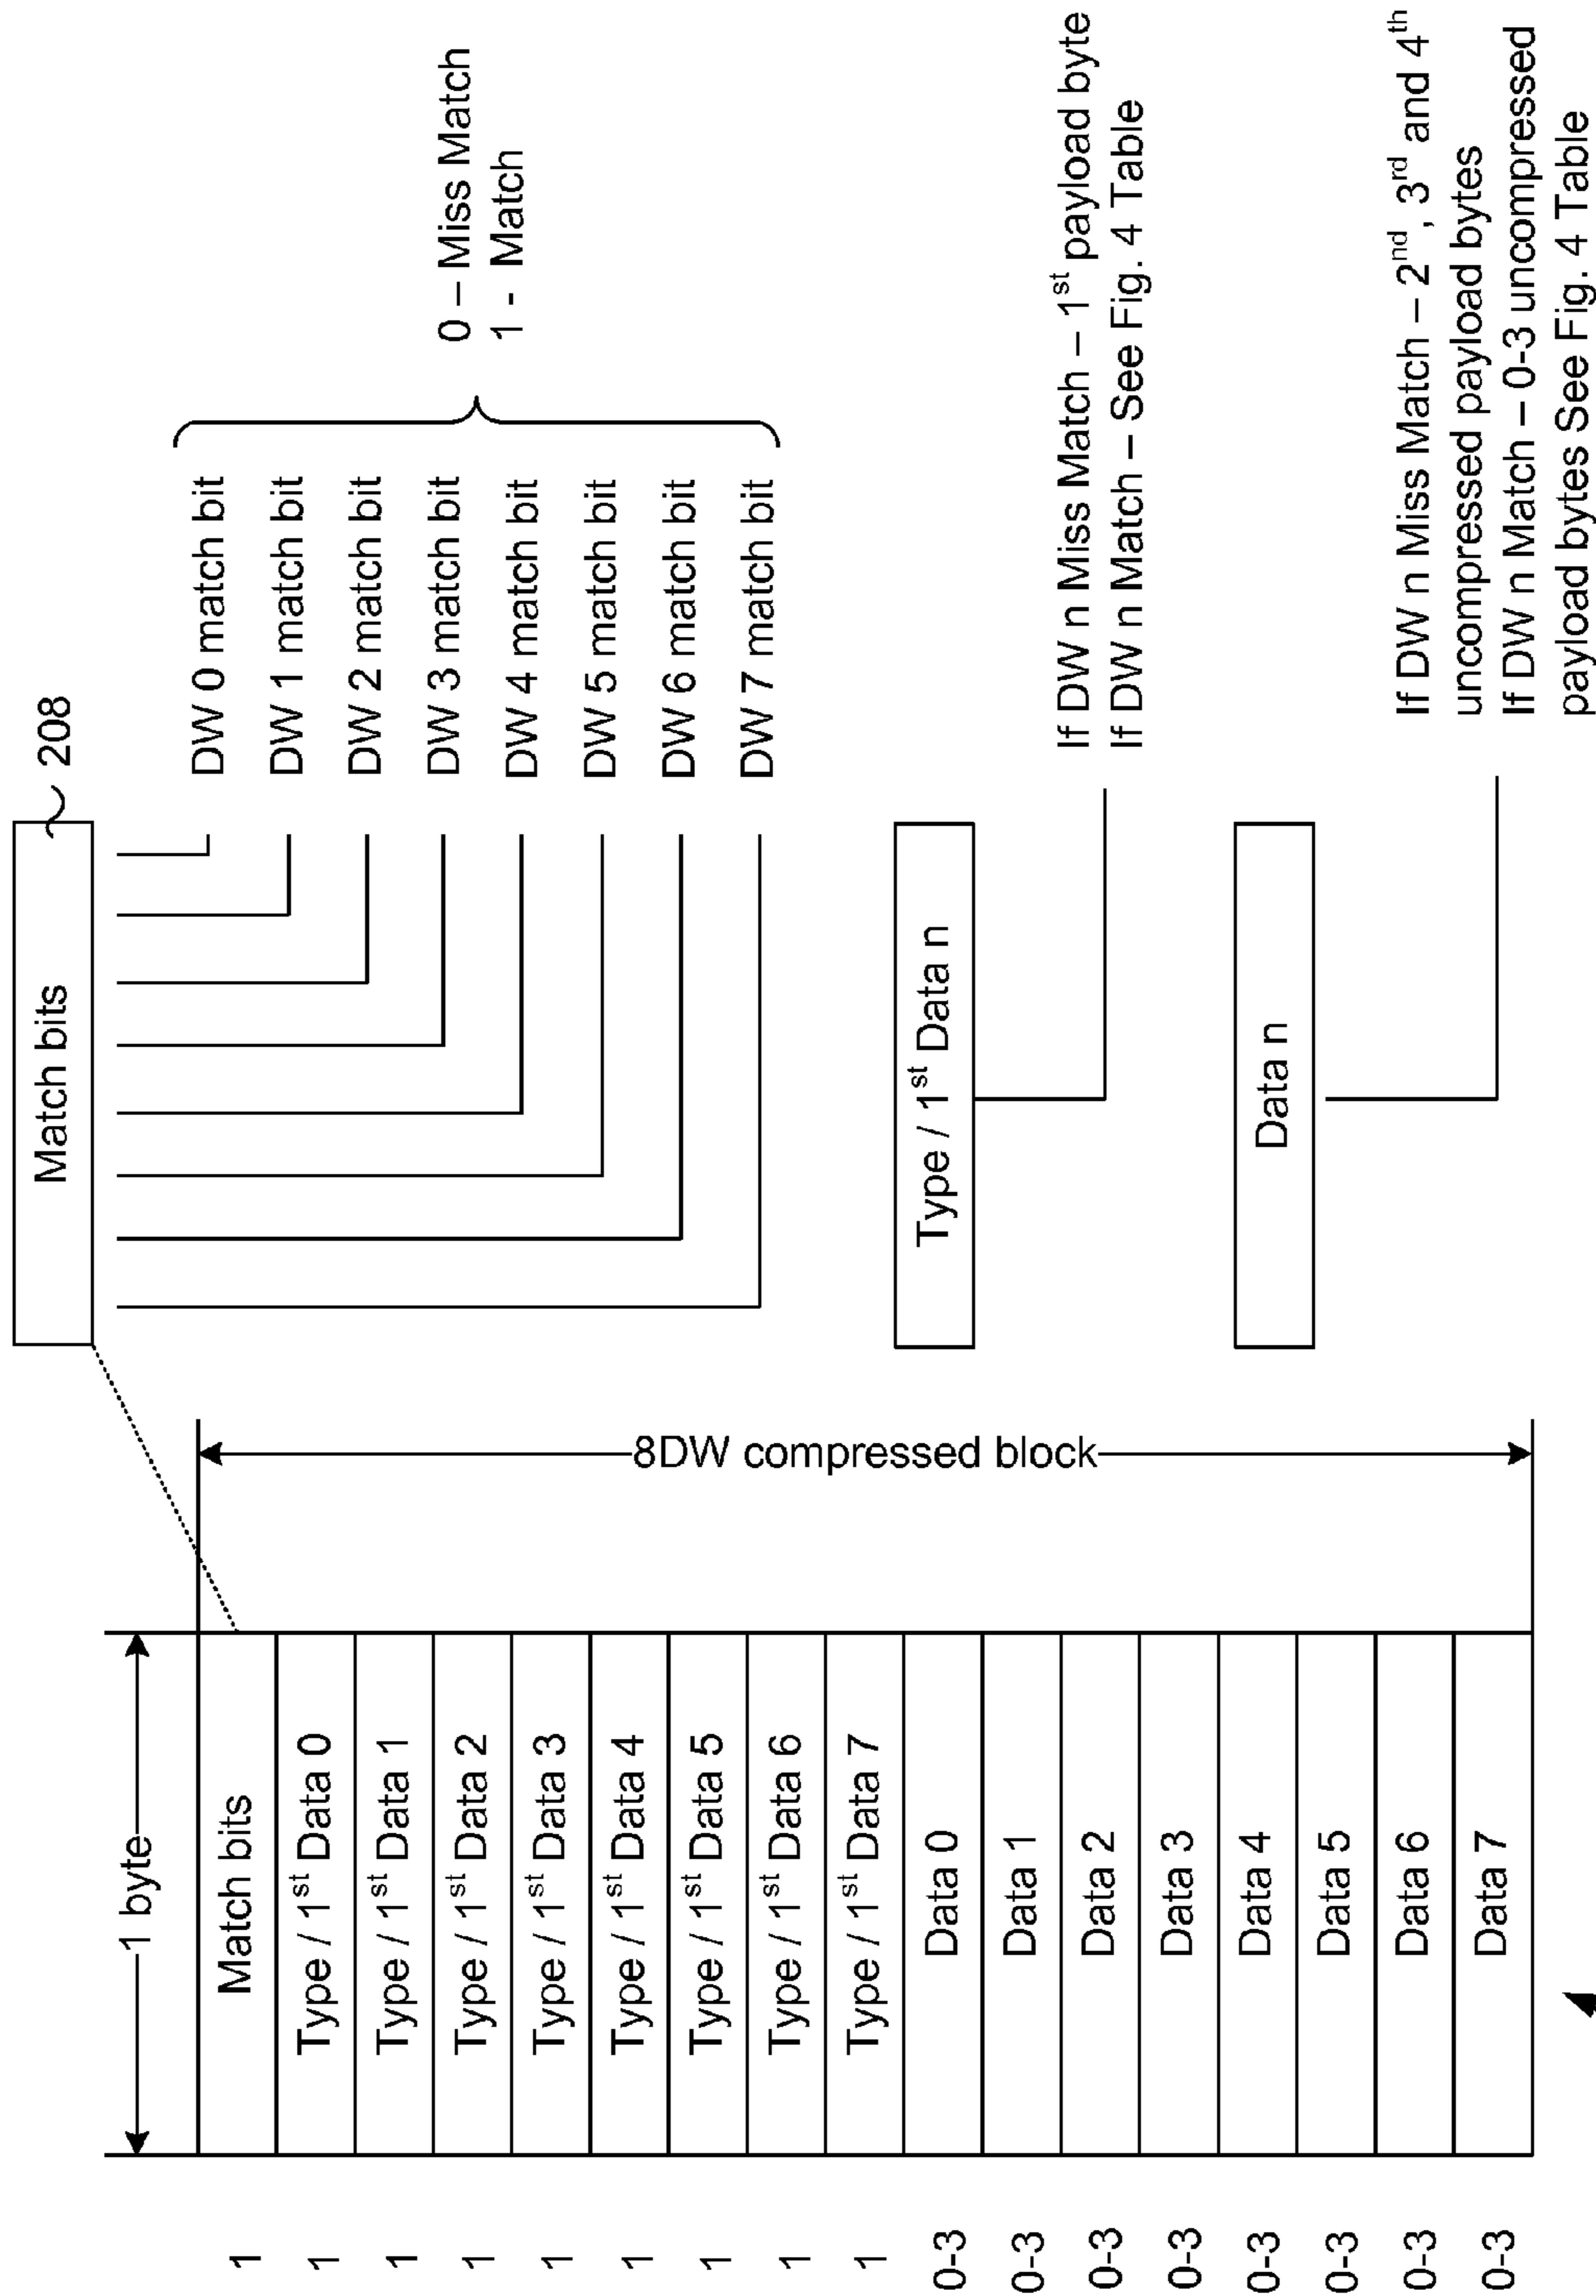 1 byte
1 Match bits
1 Type / 1st Data 0
1 Type / 1st Data 1
1 Type / 1st Data 2
1 Type / 1st Data 3
1 Type / 1st Data 4
1 Type / 1st Data 5
1 Type / 1st Data 6
1 Type / 1st Data 7
0-3 Data 0
0-3 Data 1
0-3 Data 2
0-3 Data 3
0-3 Data 4
0-3 Data 5
0-3 Data 6
0-3 Data 7
8DW compressed block
Match bits
208
DW 0 match bit
DW 1 match bit
DW 2 match bit
DW 3 match bit
DW 4 match bit
DW 5 match bit
DW 6 match bit
DW 7 match bit
0 – Miss Match
1 - Match
Type / 1st Data n
If DW n Miss Match – 1st payload byte
If DW n Match – See Fig. 4 Table
Data n
If DW n Miss Match – 2nd, 3rd and 4th
uncompressed payload bytes
If DW n Match – 0-3 uncompressed
payload bytes See Fig. 4 Table